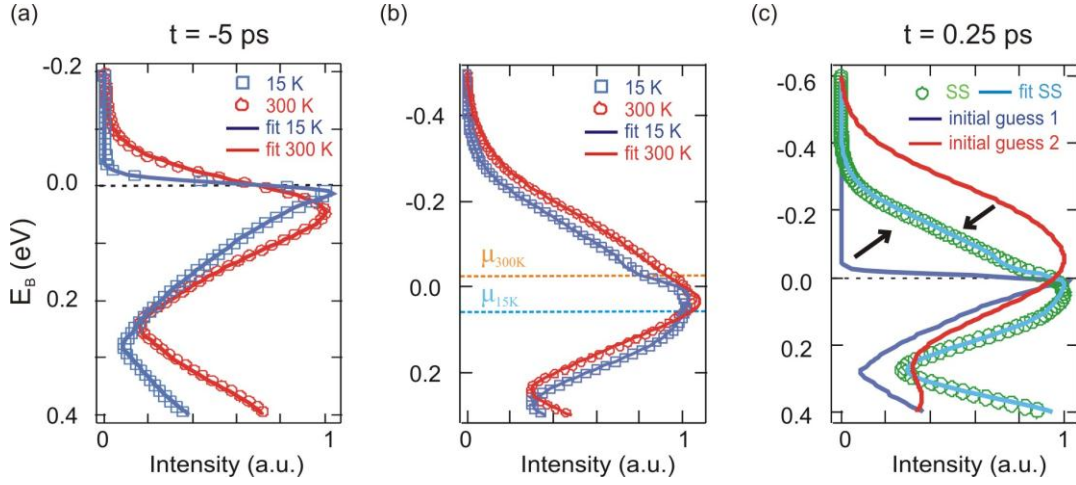 (a)
t = -5 ps
-0.2
0.0
0.2
0.4
E_B (eV)
15 K
300 K
fit 15 K
fit 300 K
0
1
Intensity (a.u.)
(b)
-0.4
-0.2
0.0
0.2
15 K
300 K
fit 15 K
fit 300 K
μ300K
μ15K
0
1
Intensity (a.u.)
(c)
t = 0.25 ps
-0.6
-0.4
-0.2
0.0
0.2
0.4
SS fit SS
initial guess 1
initial guess 2
0
1
Intensity (a.u.)